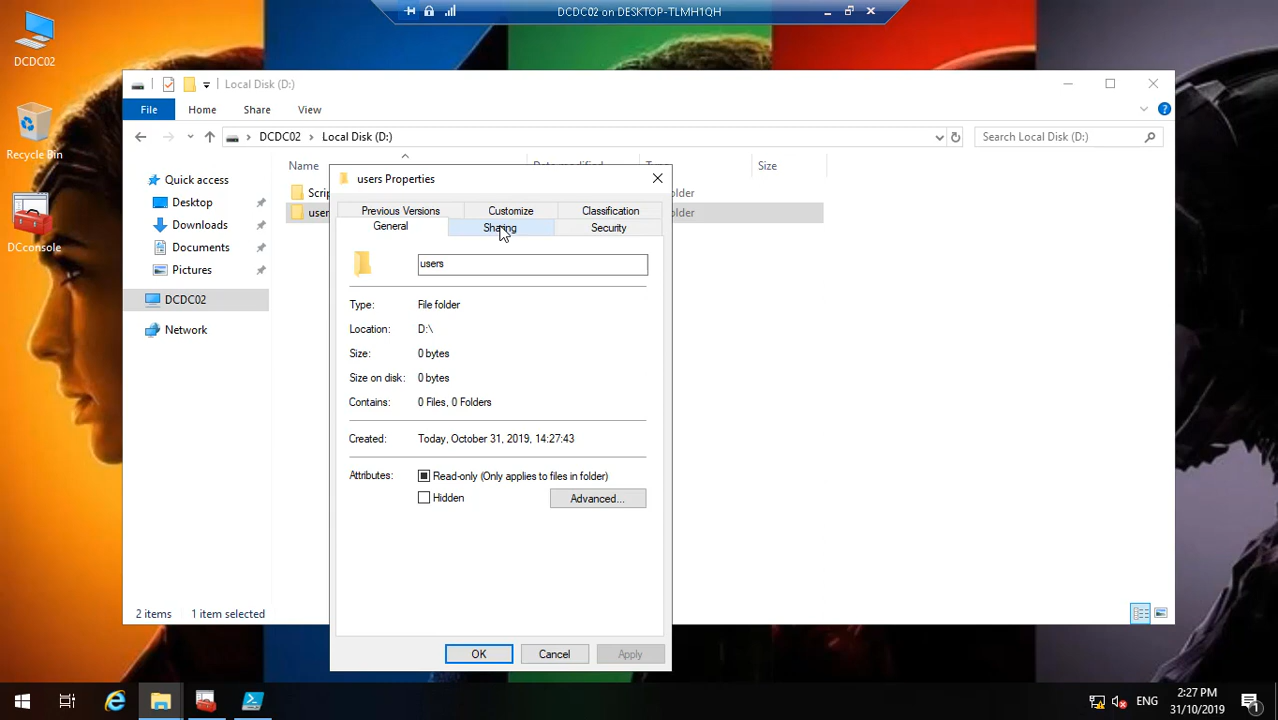 DCDC02 on DESKTOP-TLMH1QH
DCDC02
Recycle Bin
DCconsole
Local Disk (D:)
File
Home
Share
View
DCDC02
Local Disk (D:)
Search Local Disk (D:)
Quick access
Desktop
Downloads
Documents
Pictures
DCDC02
Network
Name
Size
users Properties
Previous Versions
Customize
Classification
General
Sharing
Security
users
Type:
File folder
Location:
D:\
Size:
0 bytes
Size on disk:
0 bytes
Contains:
0 Files, 0 Folders
Created:
Today, October 31, 2019, 14:27:43
Attributes:
Read-only (Only applies to files in folder)
Hidden
Advanced...
OK
Cancel
Apply
2 items
1 item selected
ENG
2:27 PM
31/10/2019
1